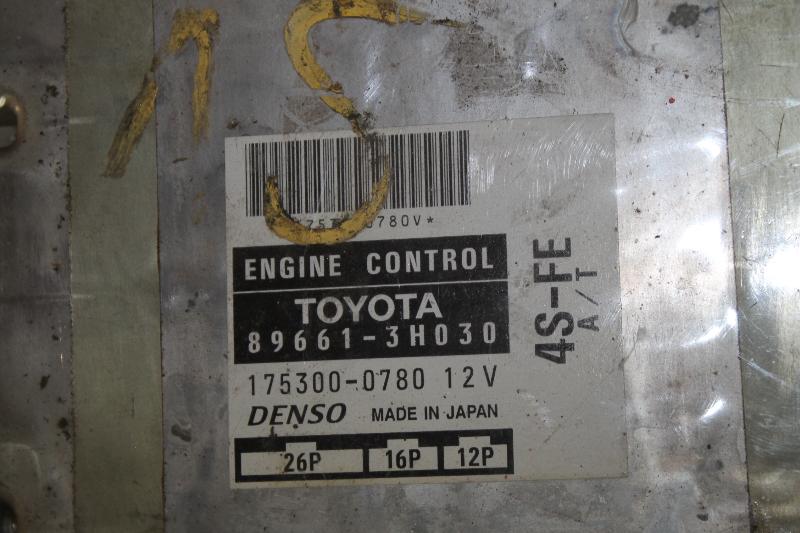 15
ENGINE CONTROL
TOYOTA
89661-3H030
175300-0780 12V
DENSO MADE IN JAPAN
26P 16P 12P
4S-FE
A/T